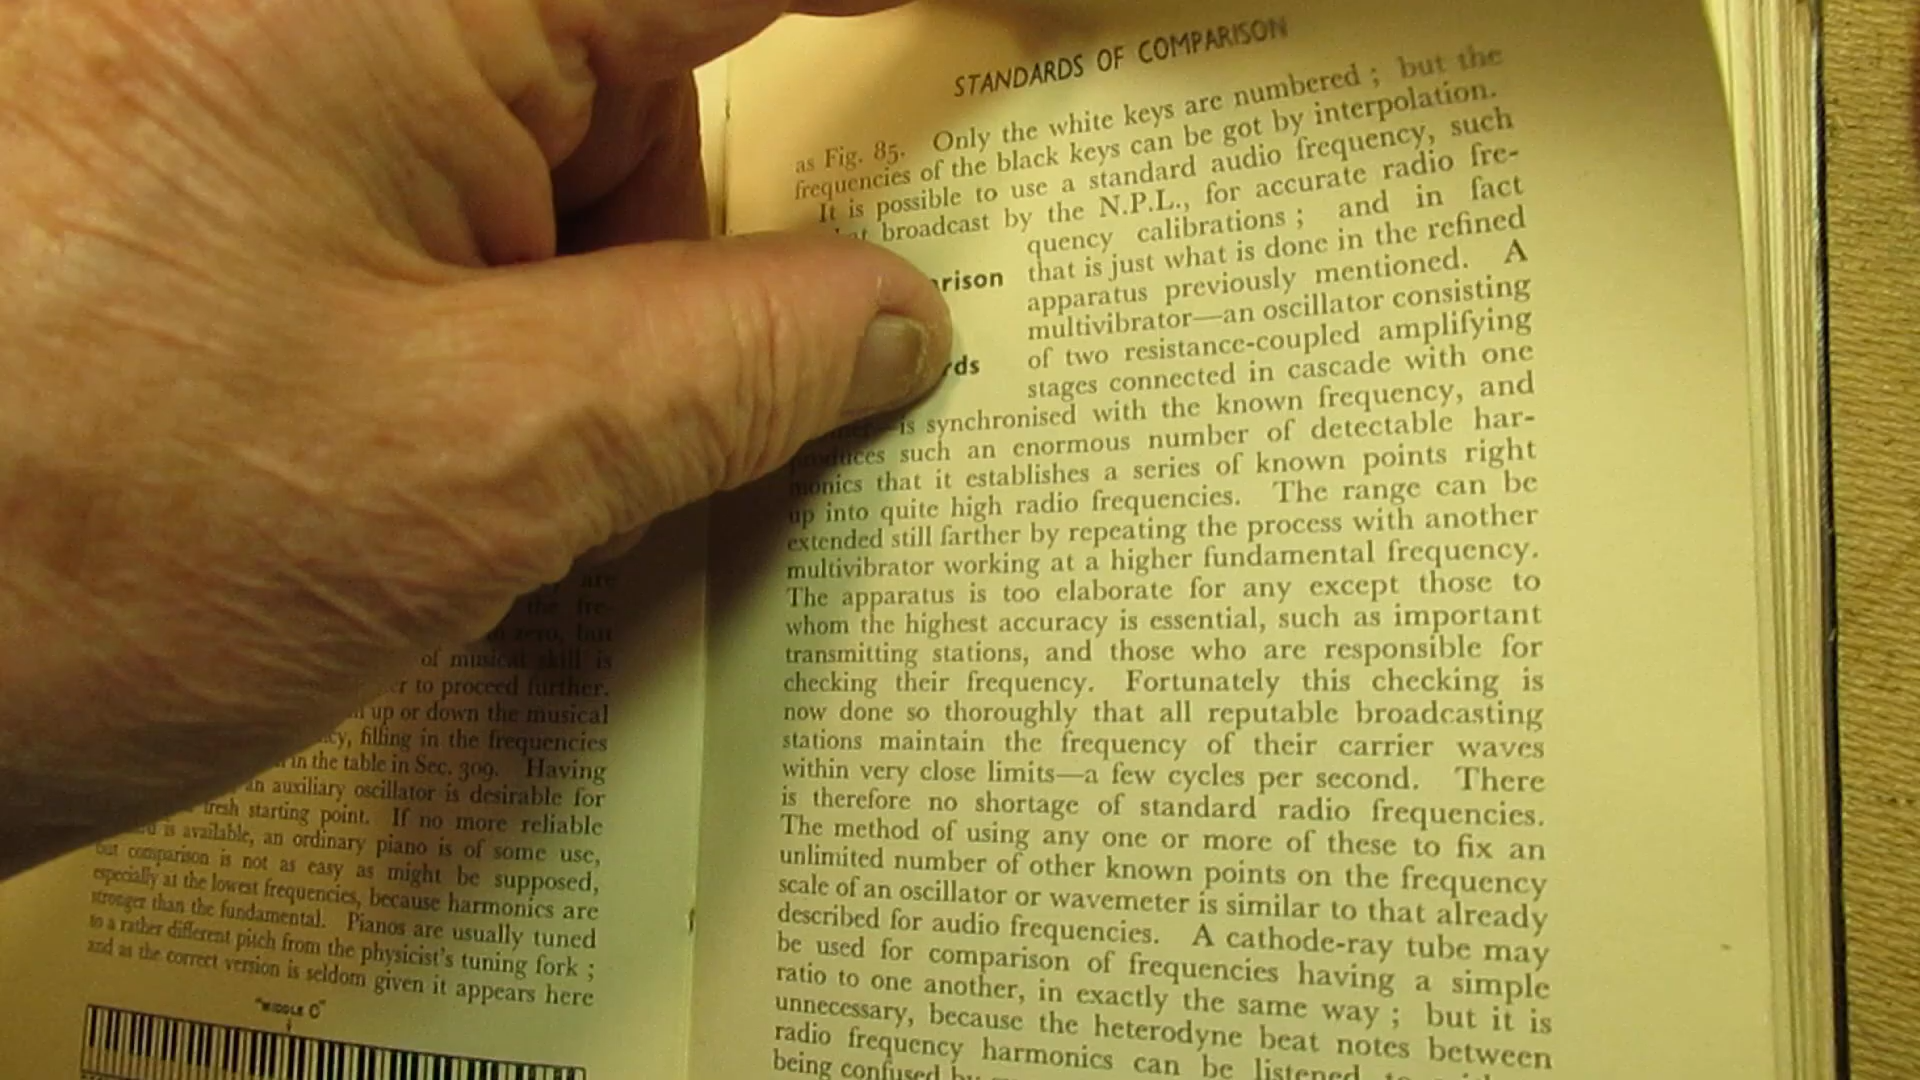 are
the fre-
zero, but
of musical skill is
to proceed further.
up or down the musical
filling in the frequencies
in the table in Sec. 309. Having
an auxiliary oscillator is desirable for
fresh starting point. If no more reliable
is available, an ordinary piano is of some use,
but comparison is not as easy as might be supposed,
especially at the lowest frequencies, because harmonics are
stronger than the fundamental. Pianos are usually tuned
to a rather different pitch from the physicist's tuning fork ;
and as the correct version is seldom given it appears here
"MIDDLE C"
STANDARDS OF COMPARISON
as Fig. 85. Only the white keys are numbered ; but the
frequencies of the black keys can be got by interpolation.
It is possible to use a standard audio frequency, such
broadcast by the N.P.L., for accurate radio fre-
quency calibrations ; and in fact
rison that is just what is done in the refined
apparatus previously mentioned. A
multivibrator—an oscillator consisting
rds of two resistance-coupled amplifying
stages connected in cascade with one
is synchronised with the known frequency, and
produces such an enormous number of detectable har-
monics that it establishes a series of known points right
up into quite high radio frequencies. The range can be
extended still farther by repeating the process with another
multivibrator working at a higher fundamental frequency.
The apparatus is too elaborate for any except those to
whom the highest accuracy is essential, such as important
transmitting stations, and those who are responsible for
checking their frequency. Fortunately this checking is
now done so thoroughly that all reputable broadcasting
stations maintain the frequency of their carrier waves
within very close limits—a few cycles per second. There
is therefore no shortage of standard radio frequencies.
The method of using any one or more of these to fix an
unlimited number of other known points on the frequency
scale of an oscillator or wavemeter is similar to that already
described for audio frequencies. A cathode-ray tube may
be used for comparison of frequencies having a simple
ratio to one another, in exactly the same way ; but it is
unnecessary, because the heterodyne beat notes between
radio frequency harmonics can be listened to
being confused by